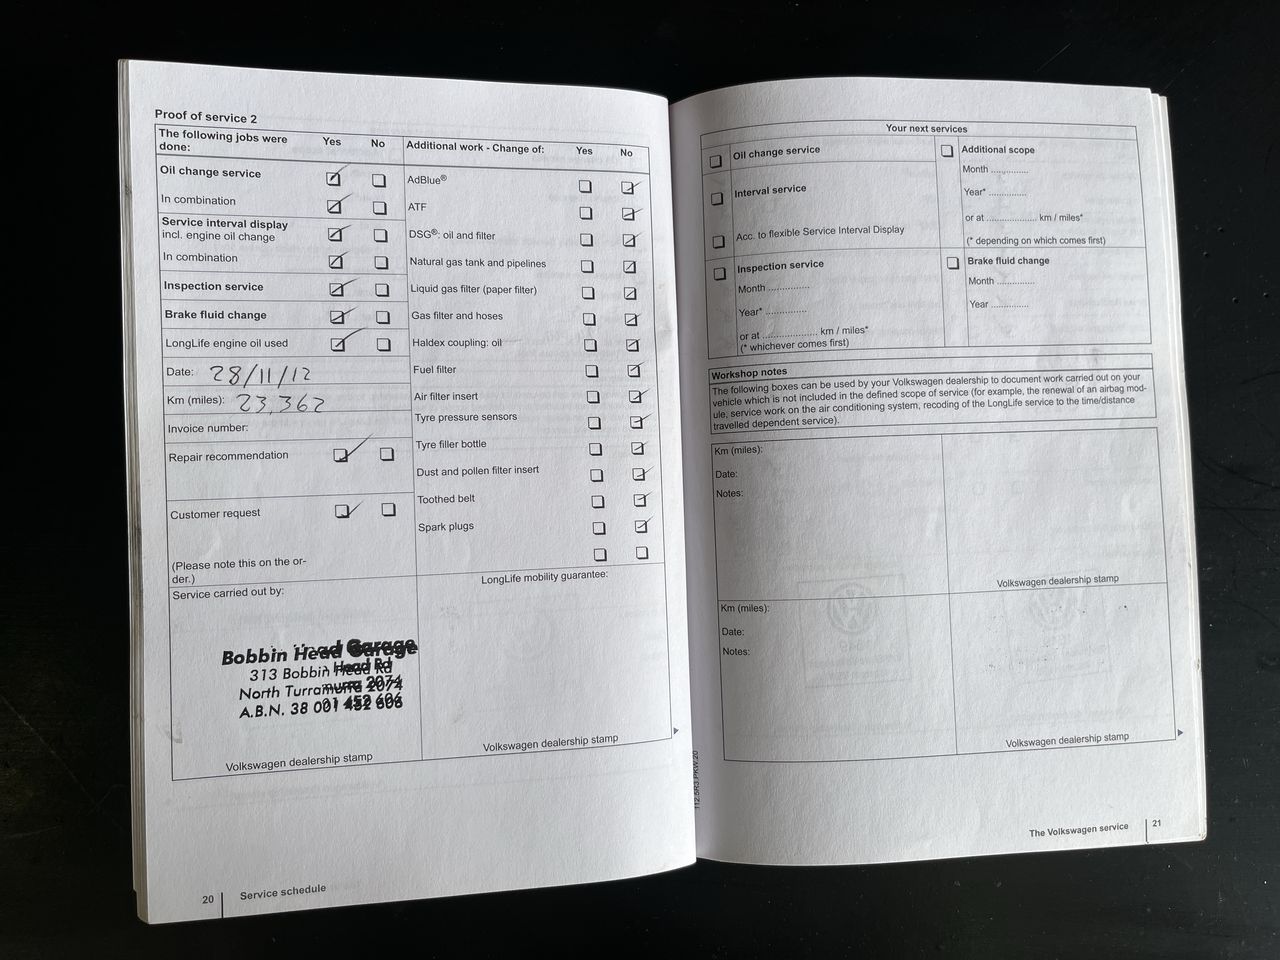 Proof of service 2
The following jobs were done:
Yes No
Oil change service
In combination
Service interval display
incl. engine oil change
In combination
Inspection service
Brake fluid change
LongLife engine oil used
Date: 28/11/12
Km (miles): 23,362
Invoice number:
Repair recommendation
Customer request
(Please note this on the or-
der.)
Service carried out by:
Bobbin Head Garage
313 Bobbin Head Rd
North Turramurra 2074
A.B.N. 38 001 452 606
Volkswagen dealership stamp
Additional work - Change of: Yes No
AdBlue®
ATF
DSG®: oil and filter
Natural gas tank and pipelines
Liquid gas filter (paper filter)
Gas filter and hoses
Haldex coupling: oil
Fuel filter
Air filter insert
Tyre pressure sensors
Tyre filler bottle
Dust and pollen filter insert
Toothed belt
Spark plugs
LongLife mobility guarantee:
Volkswagen dealership stamp
20 Service schedule
Your next services
Oil change service
Interval service
Acc. to flexible Service Interval Display
Inspection service
Month ..............
Year* ..............
or at .................... km / miles*
(* whichever comes first)
Additional scope
Month .............
Year* .............
or at .................. km / miles*
(* depending on which comes first)
Brake fluid change
Month .............
Year .............
Workshop notes
The following boxes can be used by your Volkswagen dealership to document work carried out on your
vehicle which is not included in the defined scope of service (for example, the renewal of an airbag mod-
ule, service work on the air conditioning system, recoding of the LongLife service to the time/distance
travelled dependent service).
Km (miles):
Date:
Notes:
Volkswagen dealership stamp
Km (miles):
Date:
Notes:
Volkswagen dealership stamp
The Volkswagen service 21